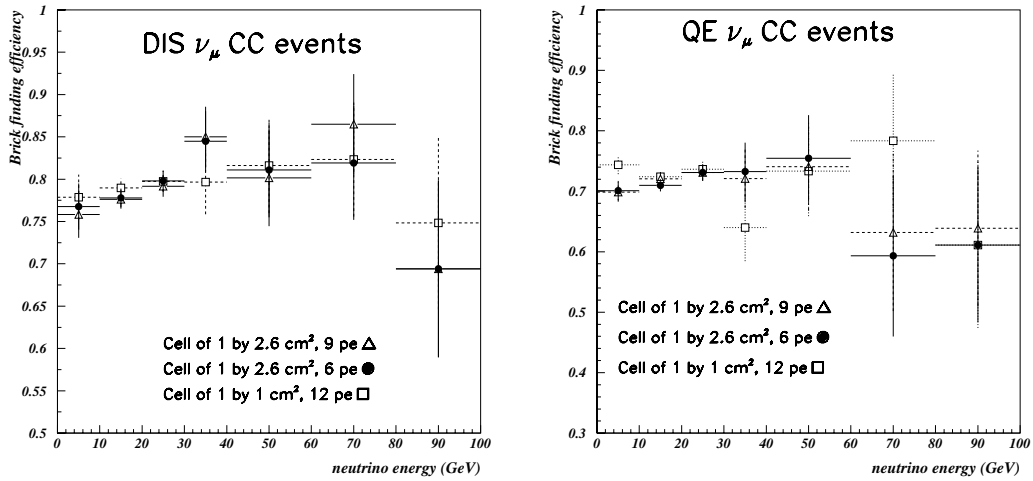 Brick finding efficiency
DIS νμ CC events
1
0.95
0.9
0.85
0.8
0.75
0.7
0.65
0.6
0.55
0.5
Cell of 1 by 2.6 cm², 9 pe
Cell of 1 by 2.6 cm², 6 pe
Cell of 1 by 1 cm², 12 pe
0 10 20 30 40 50 60 70 80 90 100
neutrino energy (GeV)
Brick finding efficiency
QE νμ CC events
1
0.9
0.8
0.7
0.6
0.5
0.4
0.3
Cell of 1 by 2.6 cm², 9 pe
Cell of 1 by 2.6 cm², 6 pe
Cell of 1 by 1 cm², 12 pe
0 10 20 30 40 50 60 70 80 90 100
neutrino energy (GeV)